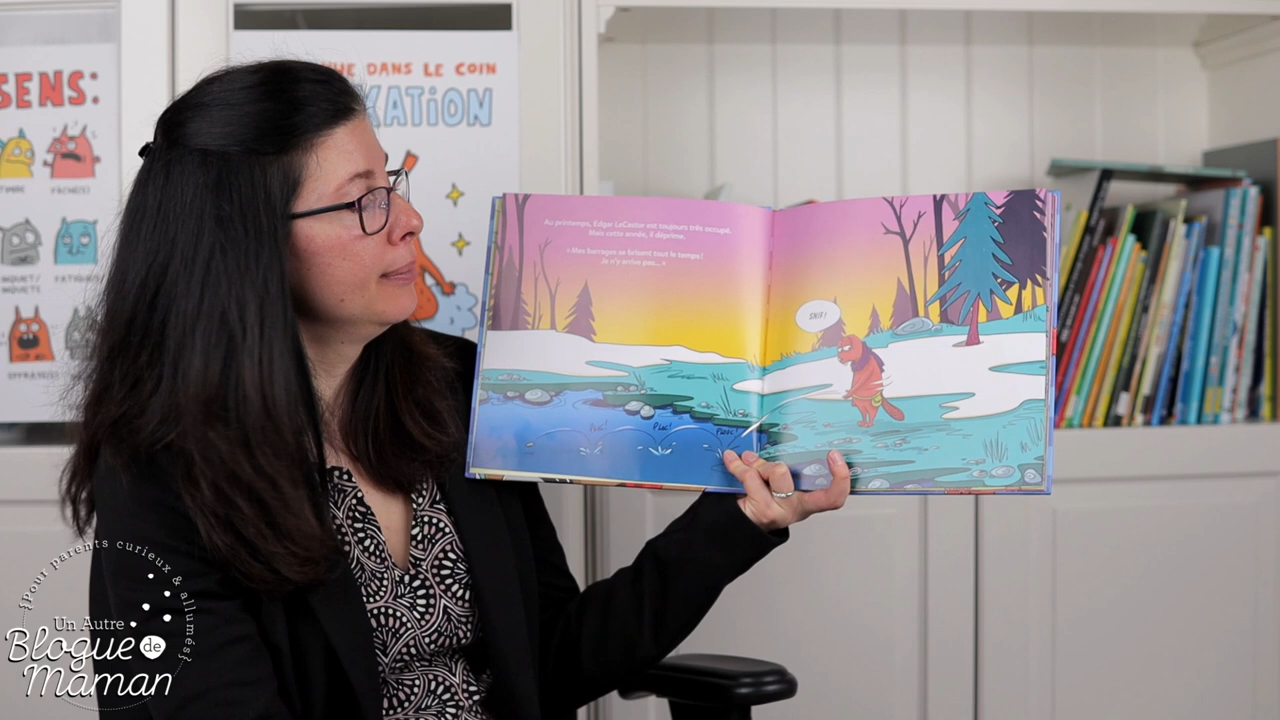 SENS:
FÂCHÉ(E)
FATIGUÉ(E)
DANS LE COIN
XATION
Au printemps, Edgar LeCastor est toujours très occupé.
Mais cette année, il déprime.
« Mes barrages se brisent tout le temps!
Je n'y arrive pas... »
SNIF!
PLOC!
PLOC!
PLOC!
{Pour parents curieux & allumés}
Un Autre
Blogue de
Maman